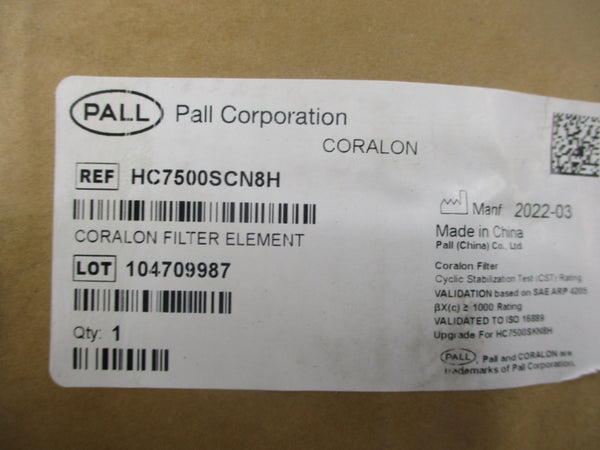 PALL Pall Corporation
CORALON
REF HC7500SCN8H
CORALON FILTER ELEMENT
LOT 104709987
Qty: 1
Manf 2022-03
Made in China
Pall (China) Co., Ltd
Coralon Filter
Cyclic Stabilization Test (CST) Rating
VALIDATION based on SAE ARP 4205
βX(c) ≥ 1000 Rating
VALIDATED TO ISO 16889
Upgrade For HC7500SKN8H
PALL, Pall and CORALON are
trademarks of Pall Corporation.